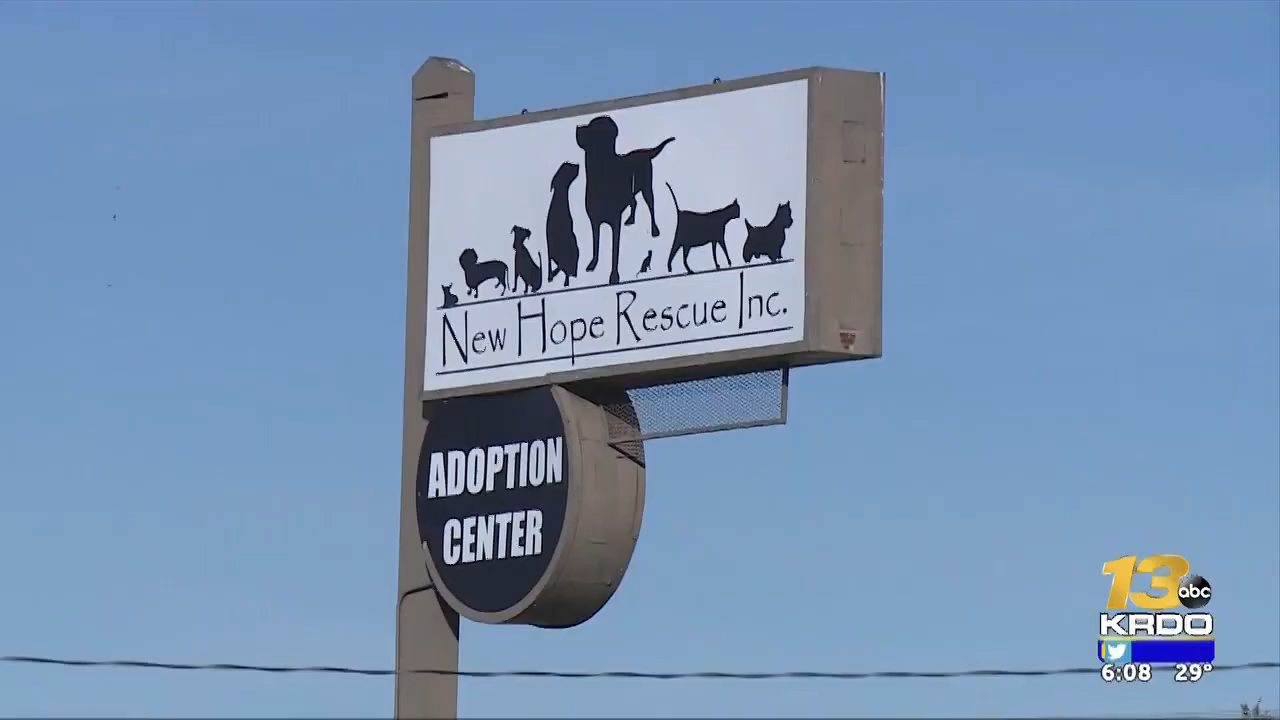 New Hope Rescue Inc.
ADOPTION
CENTER
13 abc
KRDO
6:08 29°